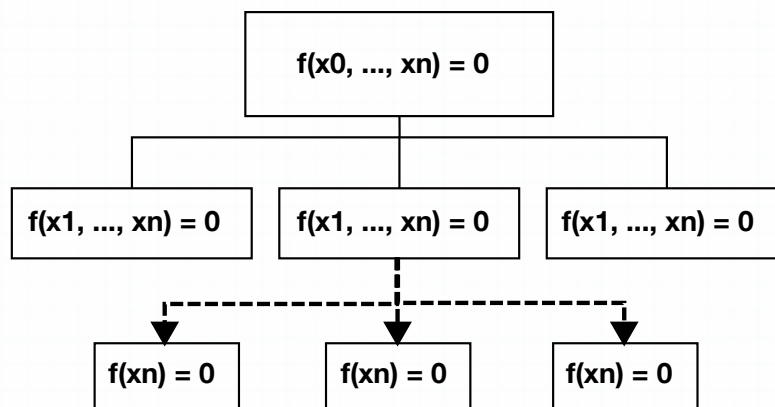 f(x0, ..., xn) = 0
f(x1, ..., xn) = 0
f(x1, ..., xn) = 0
f(x1, ..., xn) = 0
f(xn) = 0
f(xn) = 0
f(xn) = 0